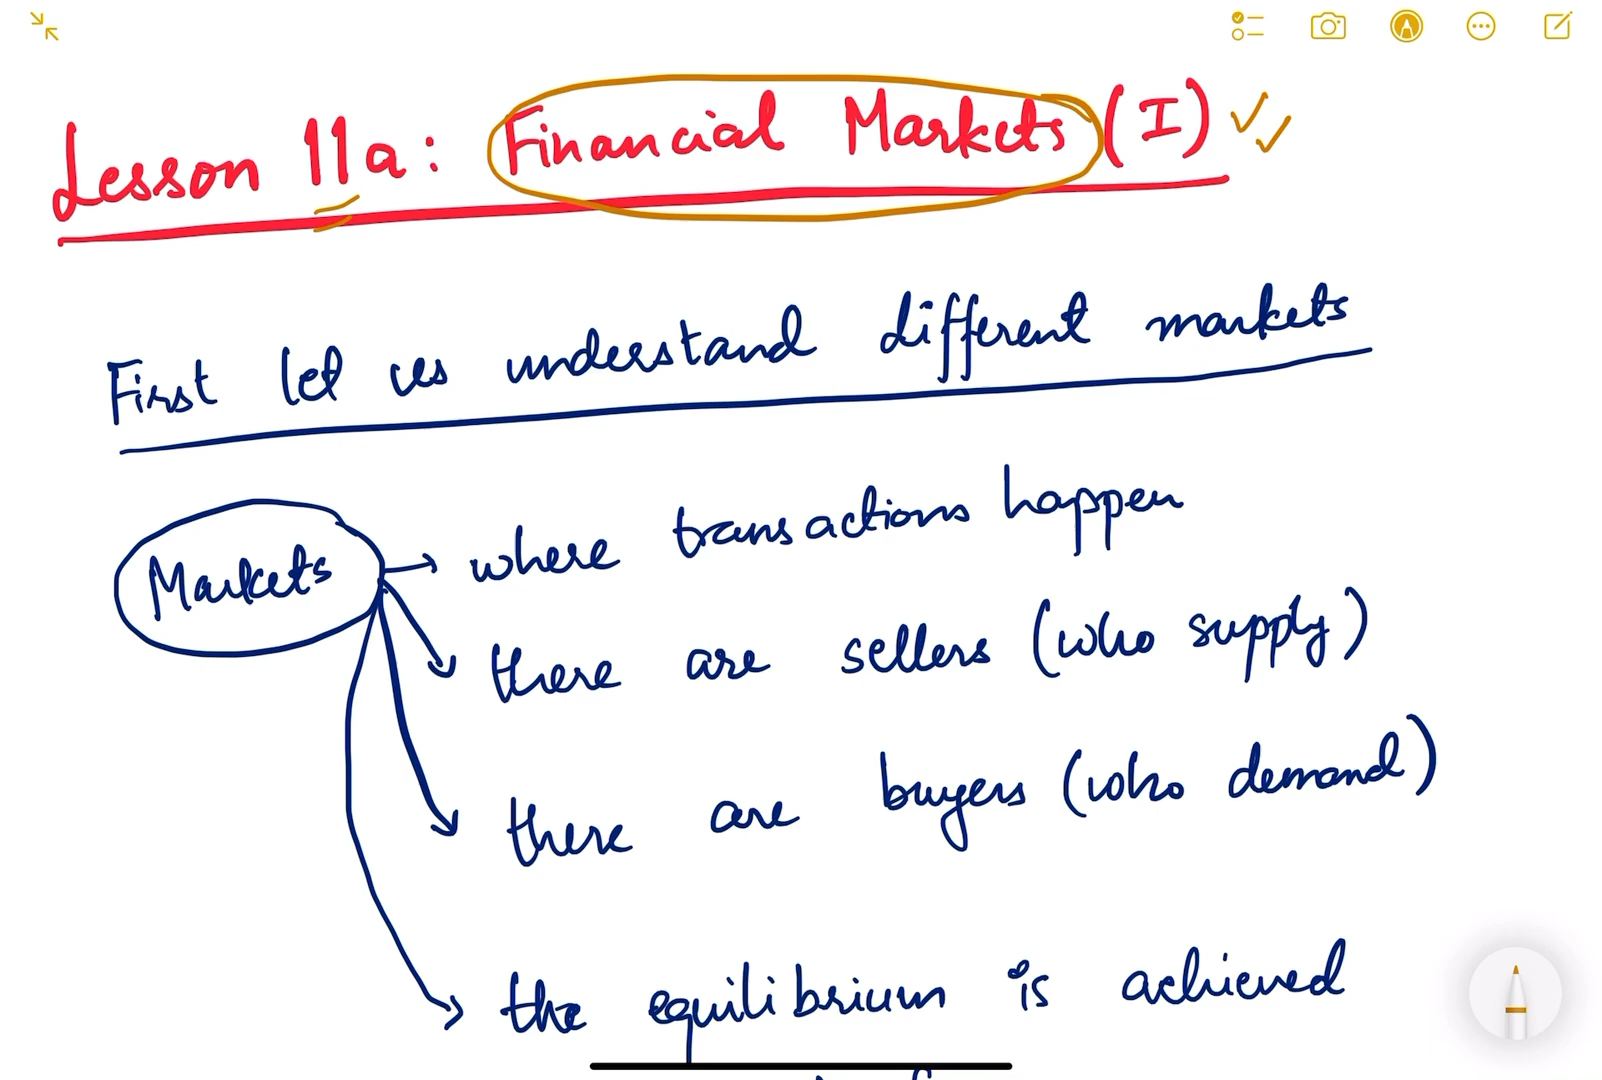 Lesson 11a: Financial Markets (I)
First let us understand different markets
Markets → where transactions happen
there are sellers (who supply)
there are buyers (who demand)
the equilibrium is achieved